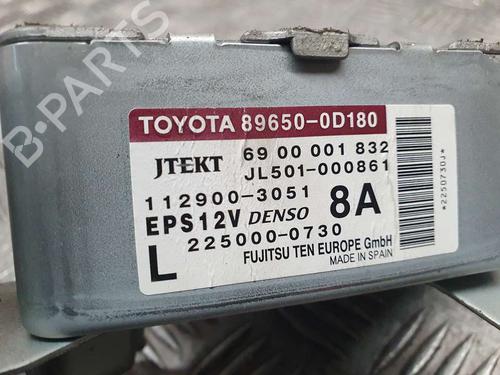 TOYOTA 89650-0D180
JTEKT 69 00 001 832
JL501-000861
112900-3051
EPS12V DENSO 8A
L 225000-0730
FUJITSU TEN EUROPE GmbH
MADE IN SPAIN
*2250730J*
B-PARTS